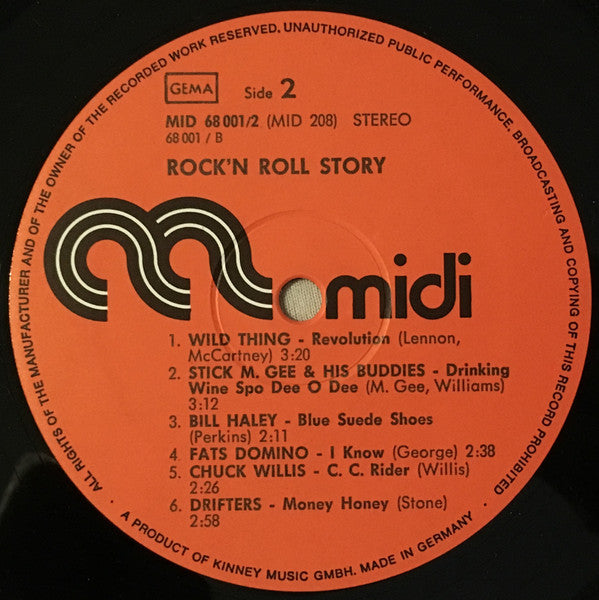 ALL RIGHTS OF THE MANUFACTURER AND OF THE OWNER OF THE RECORDED WORK RESERVED. UNAUTHORIZED PUBLIC PERFORMANCE, BROADCASTING AND COPYING OF THIS RECORD PROHIBITED
GEMA Side 2
MID 68 001/2 (MID 208) STEREO
68 001 / B
ROCK'N ROLL STORY
midi
1. WILD THING - Revolution (Lennon,
McCartney) 3:20
2. STICK M. GEE & HIS BUDDIES - Drinking
Wine Spo Dee O Dee (M. Gee, Williams)
3:12
3. BILL HALEY - Blue Suede Shoes
(Perkins) 2:11
4 FATS DOMINO - I Know (George) 2:38
5. CHUCK WILLIS - C. C. Rider (Willis)
2:26
6. DRIFTERS - Money Honey (Stone)
2:58
· A PRODUCT OF KINNEY MUSIC GMBH. MADE IN GERMANY ·